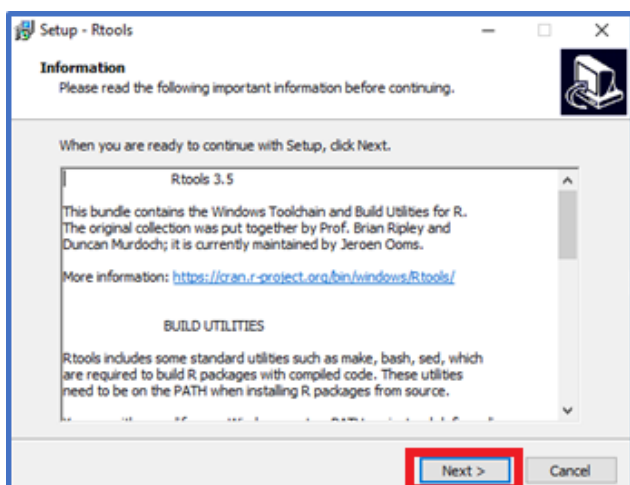 Setup - Rtools
Information
Please read the following important information before continuing.
When you are ready to continue with Setup, click Next.
Rtools 3.5
This bundle contains the Windows Toolchain and Build Utilities for R.
The original collection was put together by Prof. Brian Ripley and
Duncan Murdoch; it is currently maintained by Jeroen Ooms.
More information: https://cran.r-project.org/bin/windows/Rtools/
BUILD UTILITIES
Rtools includes some standard utilities such as make, bash, sed, which
are required to build R packages with compiled code. These utilities
need to be on the PATH when installing R packages from source.
Next >
Cancel